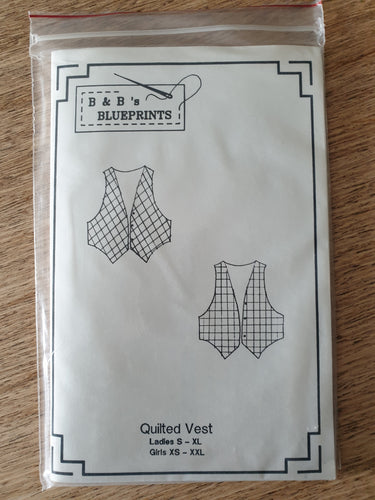 B & B's
BLUEPRINTS
Quilted Vest
Ladies S - XL
Girls XS - XXL